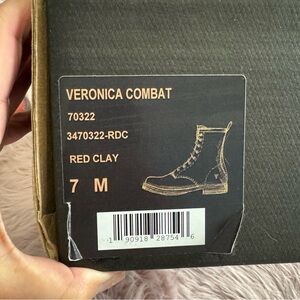 VERONICA COMBAT
70322
3470322-RDC
RED CLAY
7 M
1 90918 28754 6